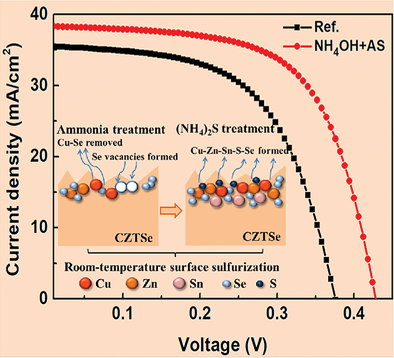 Ref.
NH₄OH+AS
Current density (mA/cm²)
40
30
20
10
0
Ammonia treatment
Cu-Se removed
Se vacancies formed
(NH₄)₂S treatment
Cu-Zn-Sn-S-Se formed
CZTSe
CZTSe
Room-temperature surface sulfurization
Cu Zn Sn Se S
0.1 0.2 0.3 0.4
Voltage (V)